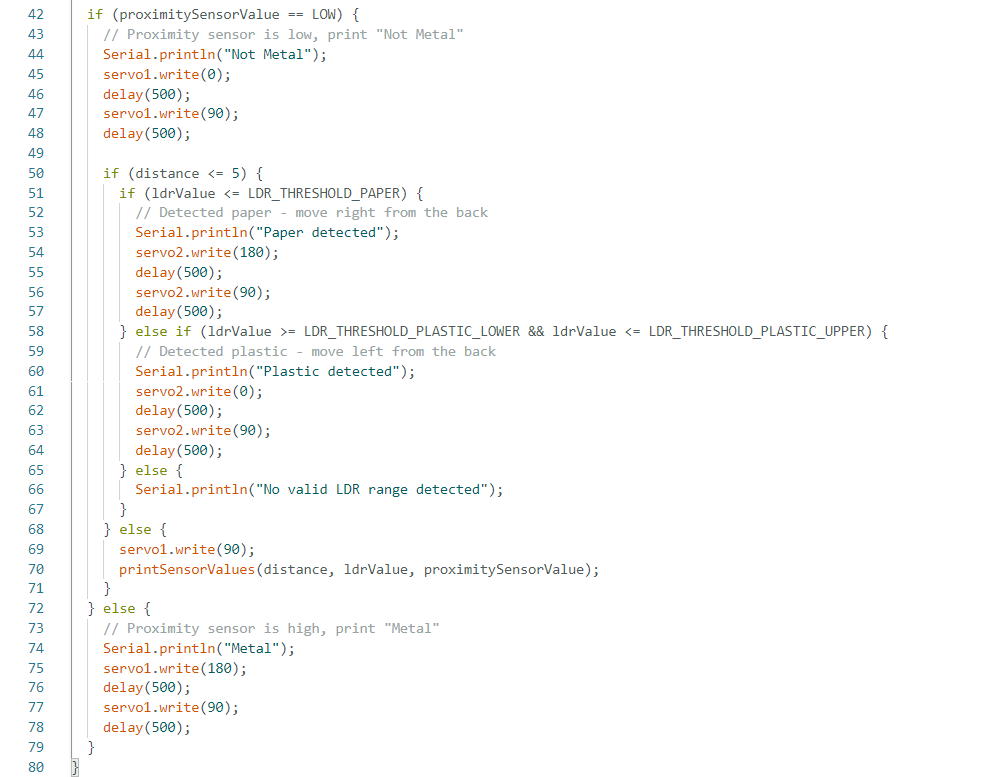 42 if (proximitySensorValue == LOW) {
43 // Proximity sensor is low, print "Not Metal"
44 Serial.println("Not Metal");
45 servo1.write(0);
46 delay(500);
47 servo1.write(90);
48 delay(500);
49
50 if (distance <= 5) {
51 if (ldrValue <= LDR_THRESHOLD_PAPER) {
52 // Detected paper - move right from the back
53 Serial.println("Paper detected");
54 servo2.write(180);
55 delay(500);
56 servo2.write(90);
57 delay(500);
58 } else if (ldrValue >= LDR_THRESHOLD_PLASTIC_LOWER && ldrValue <= LDR_THRESHOLD_PLASTIC_UPPER) {
59 // Detected plastic - move left from the back
60 Serial.println("Plastic detected");
61 servo2.write(0);
62 delay(500);
63 servo2.write(90);
64 delay(500);
65 } else {
66 Serial.println("No valid LDR range detected");
67 }
68 } else {
69 servo1.write(90);
70 printSensorValues(distance, ldrValue, proximitySensorValue);
71 }
72 } else {
73 // Proximity sensor is high, print "Metal"
74 Serial.println("Metal");
75 servo1.write(180);
76 delay(500);
77 servo1.write(90);
78 delay(500);
79 }
80 }